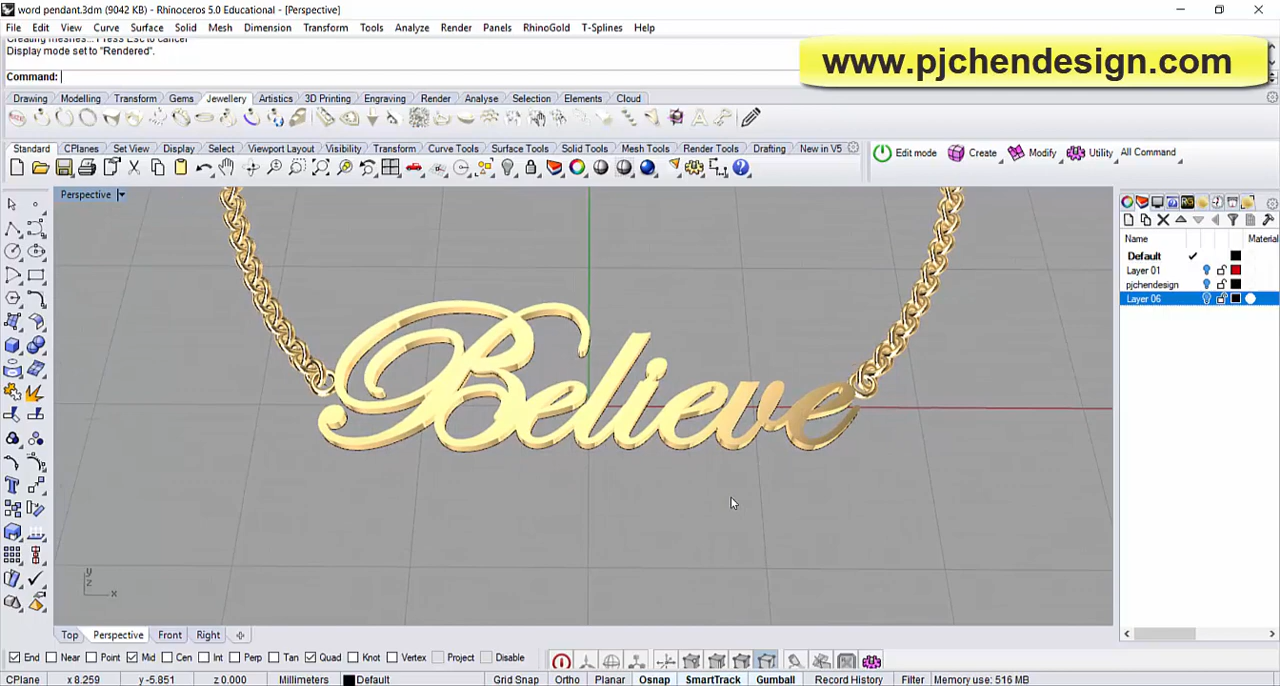 word pendant.3dm (9042 KB) - Rhinoceros 5.0 Educational - [Perspective]
File Edit View Curve Surface Solid Mesh Dimension Transform Tools Analyze Render Panels RhinoGold T-Splines Help
Creating meshes... Press Esc to cancel
Display mode set to "Rendered".
www.pjchendesign.com
Command:
Drawing Modelling Transform Gems Jewellery Artistics 3D Printing Engraving Render Analyse Selection Elements Cloud
Standard CPlanes Set View Display Select Viewport Layout Visibility Transform Curve Tools Surface Tools Solid Tools Mesh Tools Render Tools Drafting New in V5
Edit mode Create Modify Utility All Command
Perspective
Name Material
Default
Layer 01
pjchendesign
Layer 06
Believe
y
z
x
Top Perspective Front Right
End Near Point Mid Cen Int Perp Tan Quad Knot Vertex Project Disable
CPlane x 8.259 y -5.851 z 0.000 Millimeters Default Grid Snap Ortho Planar Osnap SmartTrack Gumball Record History Filter Memory use: 516 MB